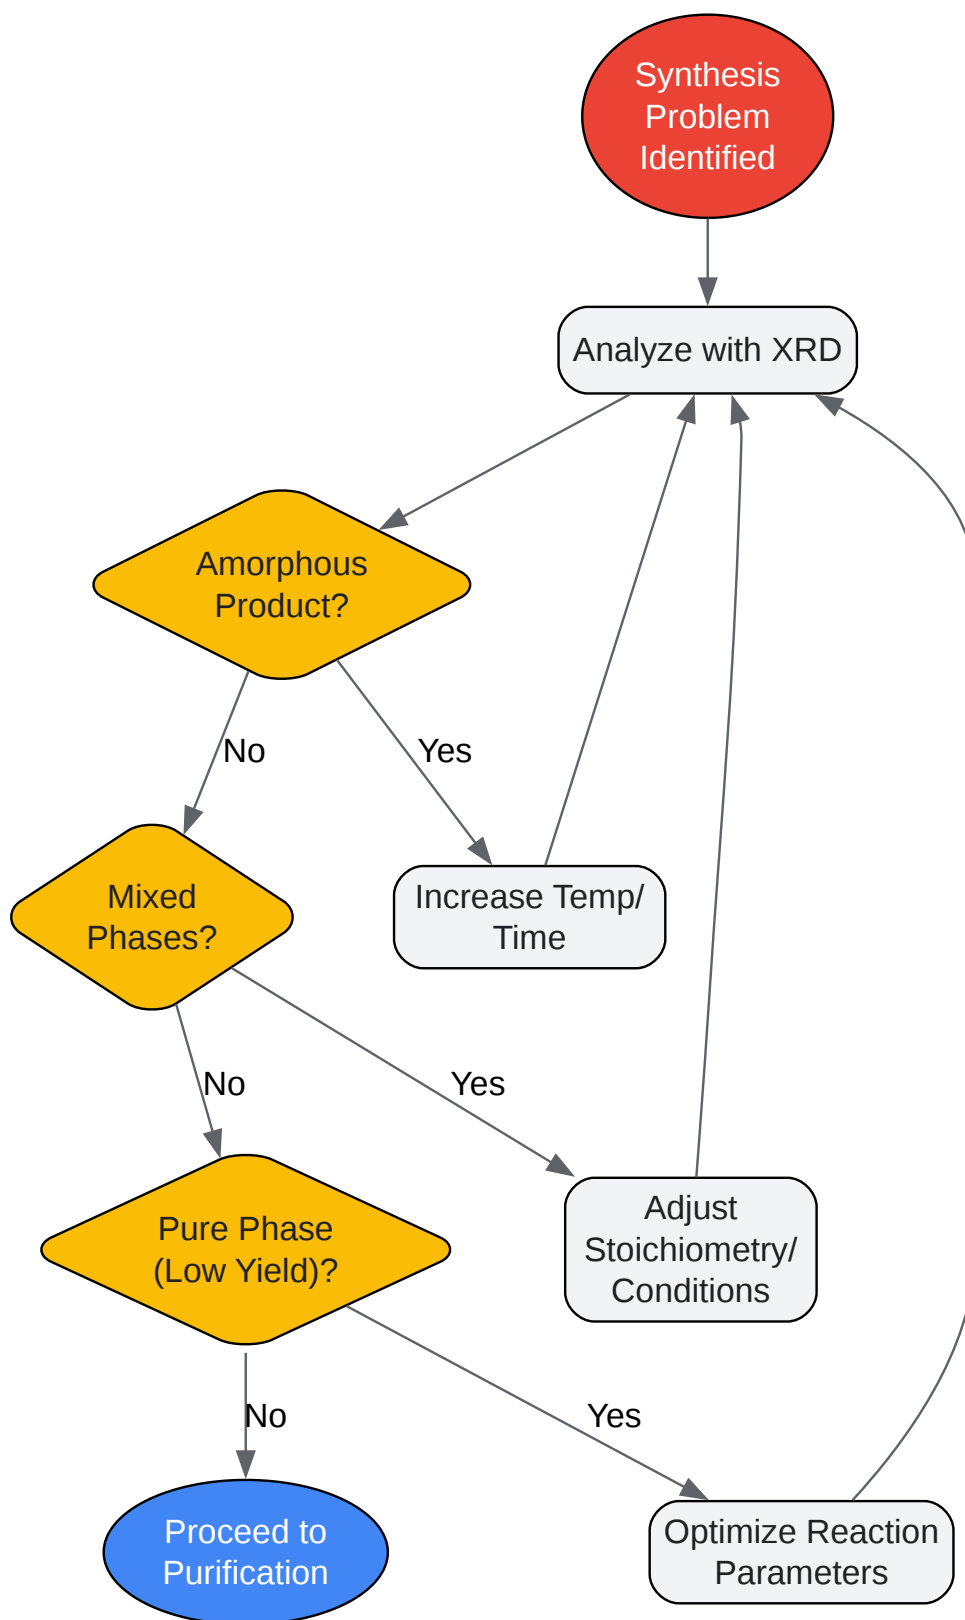 Synthesis
Problem
Identified
Analyze with XRD
Amorphous
Product?
No
Yes
Mixed
Phases?
Increase Temp/
Time
No
Yes
Pure Phase
(Low Yield)?
Adjust
Stoichiometry/
Conditions
No
Yes
Proceed to
Purification
Optimize Reaction
Parameters